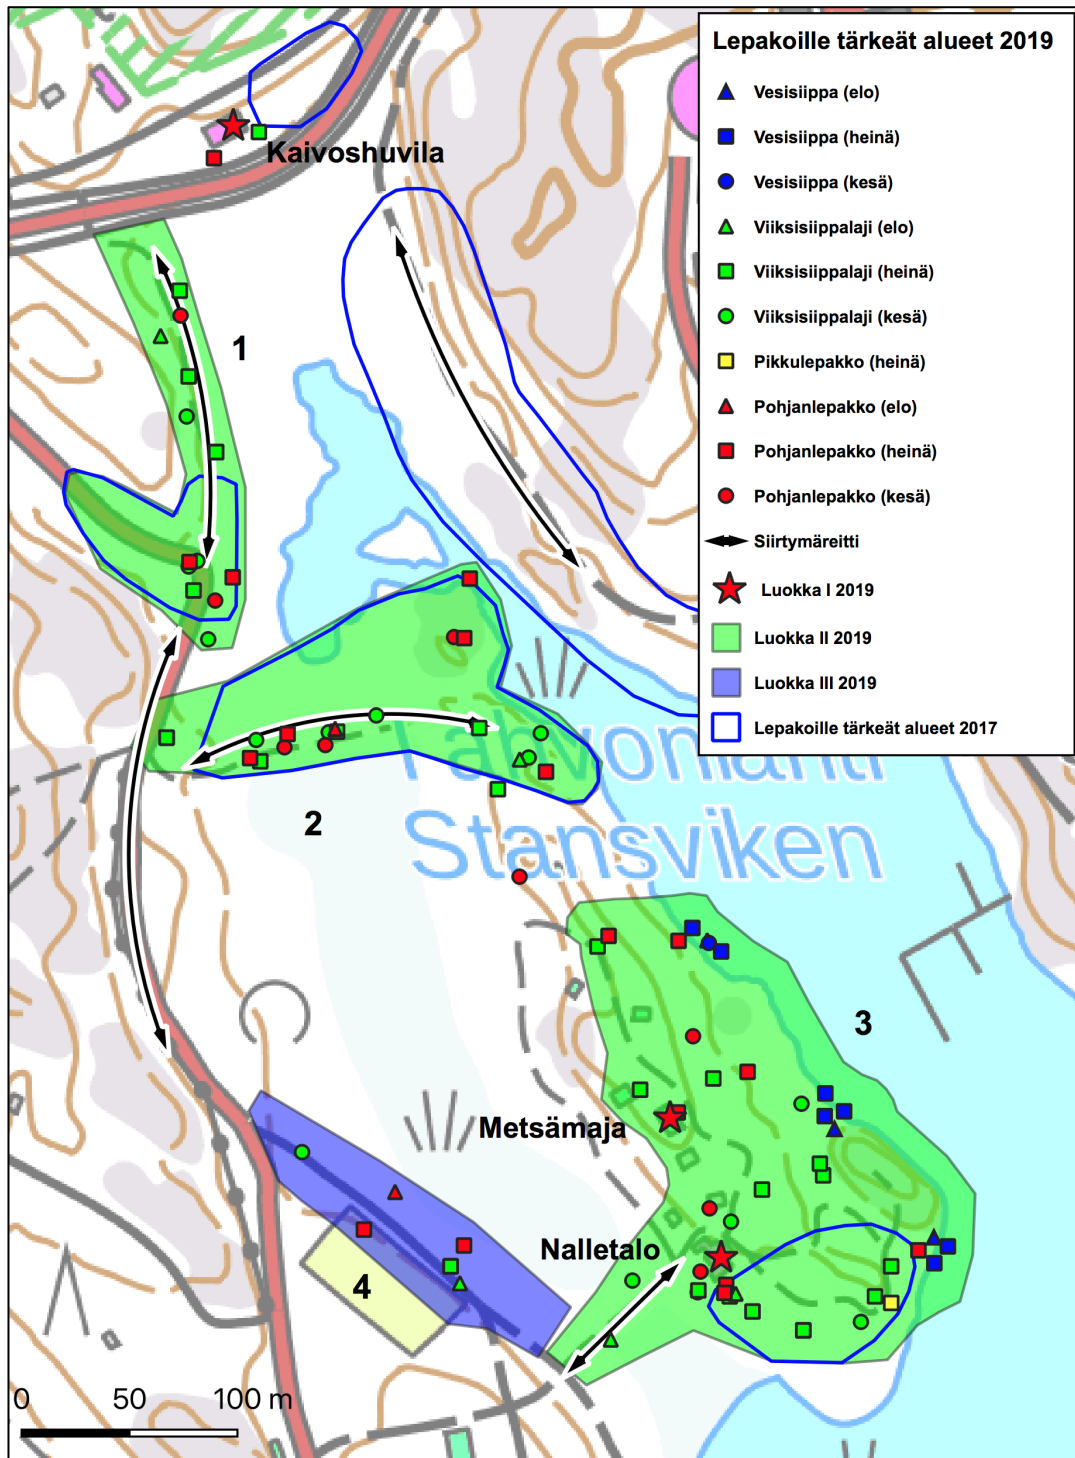 Lepakoille tärkeät alueet 2019
Vesisiippa (elo)
Vesisiippa (heinä)
Vesisiippa (kesä)
Viiksisiippalaji (elo)
Viiksisiippalaji (heinä)
Viiksisiippalaji (kesä)
Pikkulepakko (heinä)
Pohjanlepakko (elo)
Pohjanlepakko (heinä)
Pohjanlepakko (kesä)
Siirtymäreitti
Luokka I 2019
Luokka II 2019
Luokka III 2019
Lepakoille tärkeät alueet 2017
Kaivoshuvila
1
2
Stansviken
3
Metsämaja
Nalletalo
4
0 50 100 m